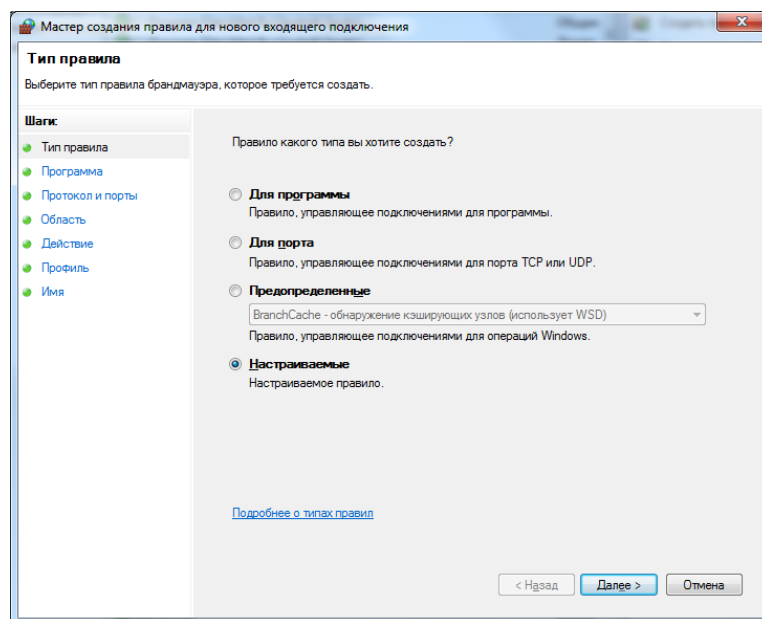 Мастер создания правила для нового входящего подключения
Тип правила
Выберите тип правила брандмауэра, которое требуется создать.
Шаги:
Тип правила
Программа
Протокол и порты
Область
Действие
Профиль
Имя
Правило какого типа вы хотите создать?
Для программы
Правило, управляющее подключениями для программы.
Для порта
Правило, управляющее подключениями для порта TCP или UDP.
Предопределенные
BranchCache - обнаружение кэширующих узлов (использует WSD)
Правило, управляющее подключениями для операций Windows.
Настраиваемые
Настраиваемое правило.
Подробнее о типах правил
< Назад Далее > Отмена